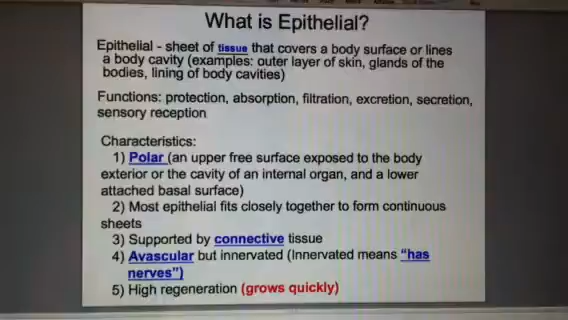 What is Epithelial?
Epithelial - sheet of tissue that covers a body surface or lines
a body cavity (examples: outer layer of skin, glands of the
bodies, lining of body cavities)
Functions: protection, absorption, filtration, excretion, secretion,
sensory reception
Characteristics:
1) Polar (an upper free surface exposed to the body
exterior or the cavity of an internal organ, and a lower
attached basal surface)
2) Most epithelial fits closely together to form continuous
sheets
3) Supported by connective tissue
4) Avascular but innervated (Innervated means "has
nerves")
5) High regeneration (grows quickly)